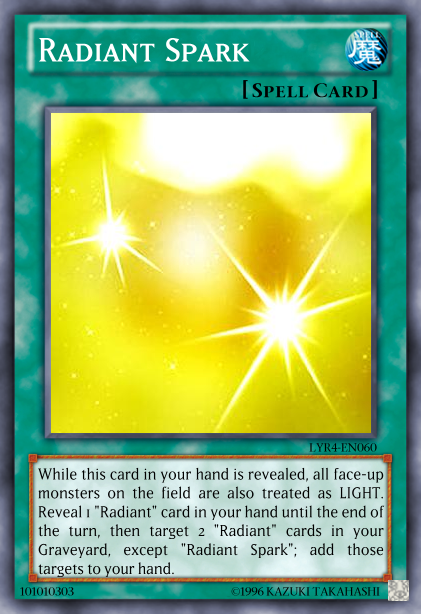 Radiant Spark
SPELL
魔
[Spell Card]
LYR4-EN060
While this card in your hand is revealed, all face-up
monsters on the field are also treated as LIGHT.
Reveal 1 "Radiant" card in your hand until the end of
the turn, then target 2 "Radiant" cards in your
Graveyard, except "Radiant Spark"; add those
targets to your hand.
101010303
©1996 KAZUKI TAKAHASHI